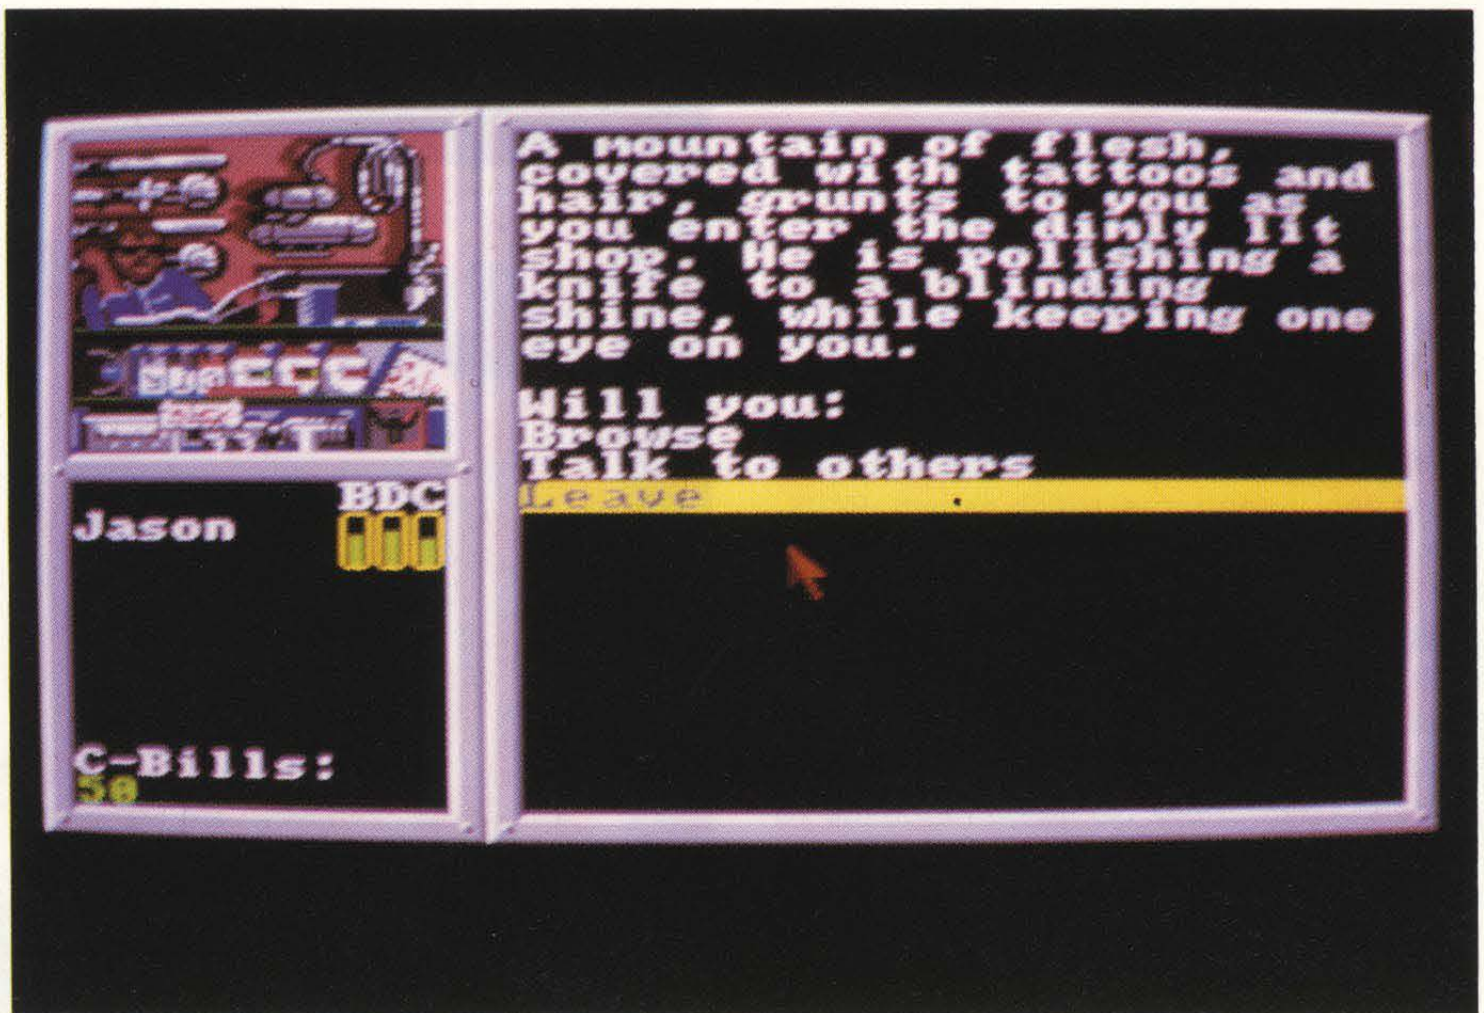 A mountain of flesh,
covered with tattoos and
hair, grunts to you as
you enter the dimly lit
shop. He is polishing a
knife to a blinding
shine, while keeping one
eye on you.
Will you:
Browse
Talk to others
Leave
BDC
Jason
C-Bills:
50